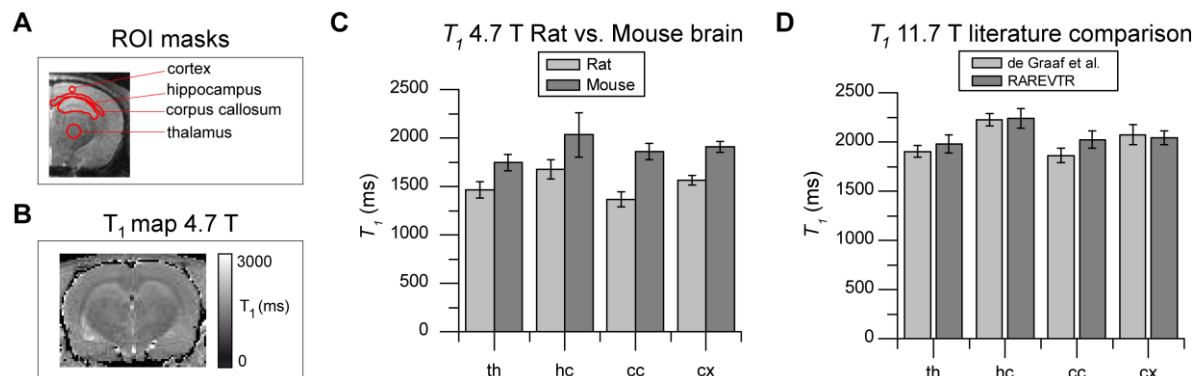 A
ROI masks
cortex
hippocampus
corpus callosum
thalamus
B
T1 map 4.7 T
3000
T1 (ms)
0
C
T1 4.7 T Rat vs. Mouse brain
Rat
Mouse
2500
2000
1500
1000
500
0
T1 (ms)
th hc cc cx
D
T1 11.7 T literature comparison
de Graaf et al.
RAREVTR
2500
2000
2500
2000
500
0
T1 (ms)
th hc cc cx